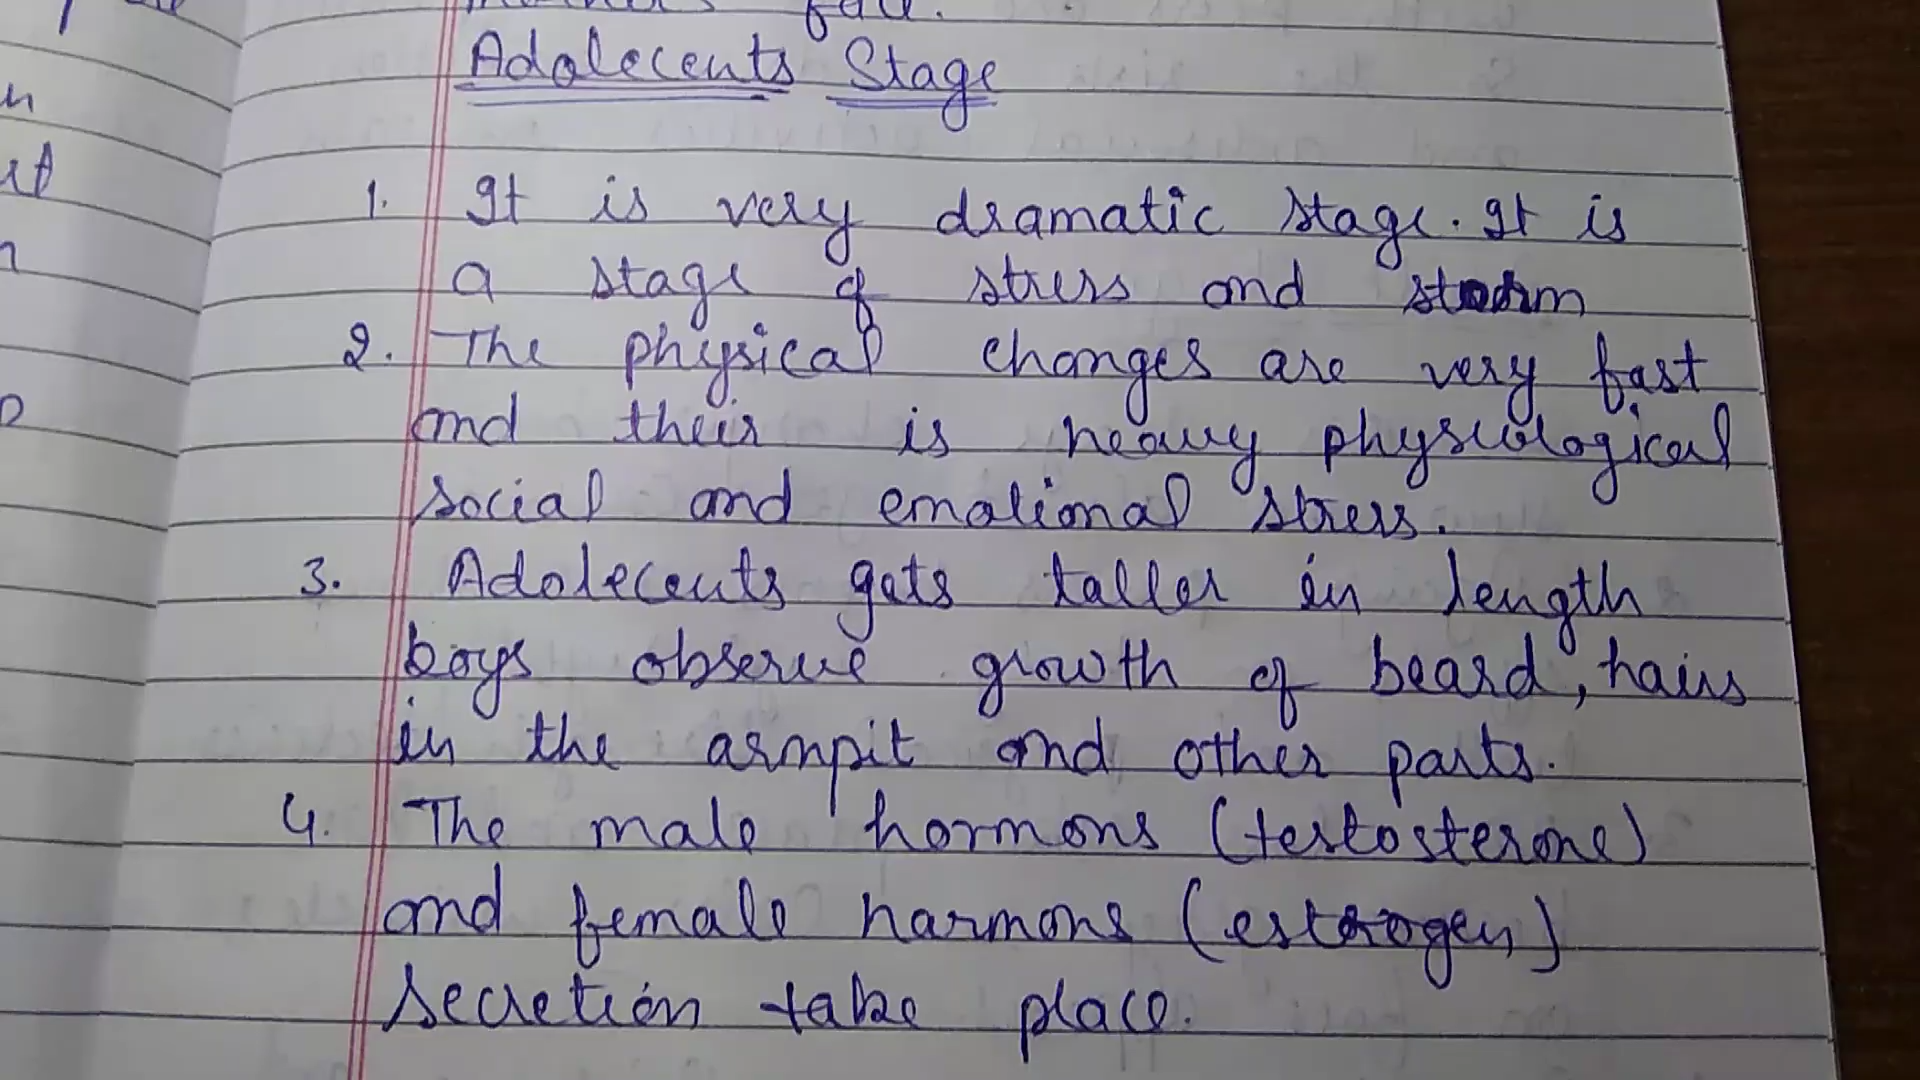 Adolecents Stage
1. It is very dramatic stage. It is
a stage of stress and storm
2. The physical changes are very fast
and their is heavy physiological
social and emotional stress.
3. Adolecents gets taller in length
boys observe growth of beard, hairs
in the armpit and other parts.
4. The male hormons (testosterone)
and female harmons (estrogen)
secretion take place.